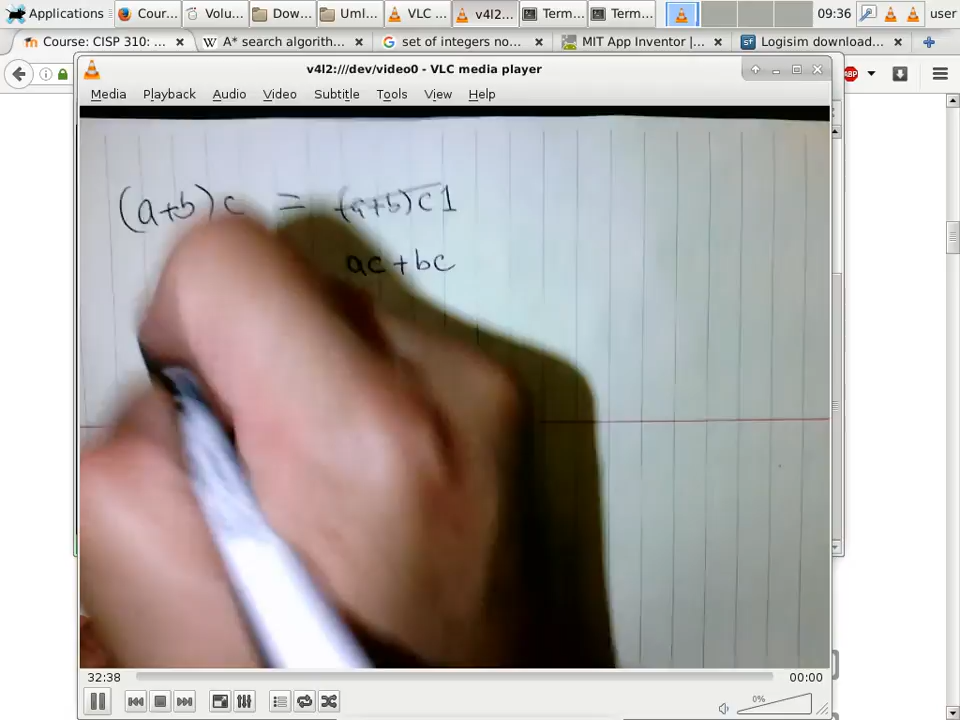 Applications
Cour...
Volu...
Dow...
Uml...
VLC ...
v4l2...
Term...
Term...
09:36
user
Course: CISP 310: ...
A* search algorith...
set of integers no...
MIT App Inventor |...
Logisim download...
v4l2:///dev/video0 - VLC media player
Media Playback Audio Video Subtitle Tools View Help
ABP
(a+b)c = (a+b)c1
ac+bc
32:38
00:00
0%